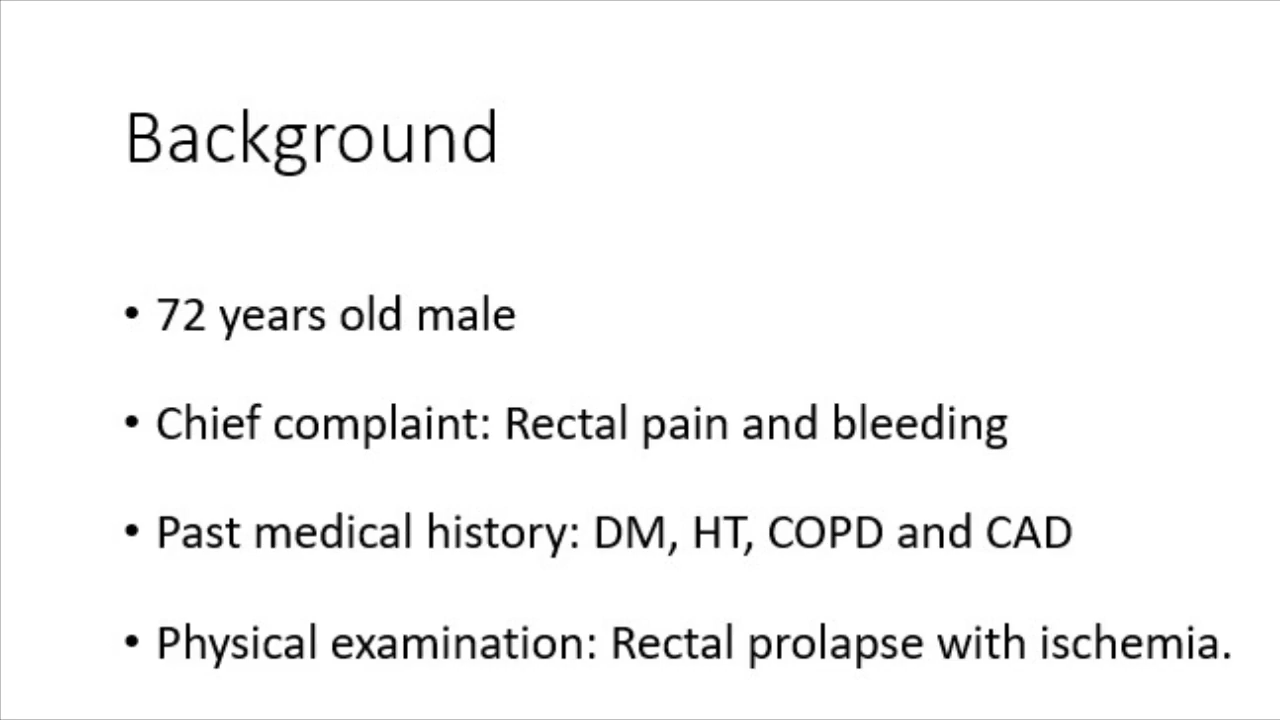 Background
• 72 years old male
• Chief complaint: Rectal pain and bleeding
• Past medical history: DM, HT, COPD and CAD
• Physical examination: Rectal prolapse with ischemia.